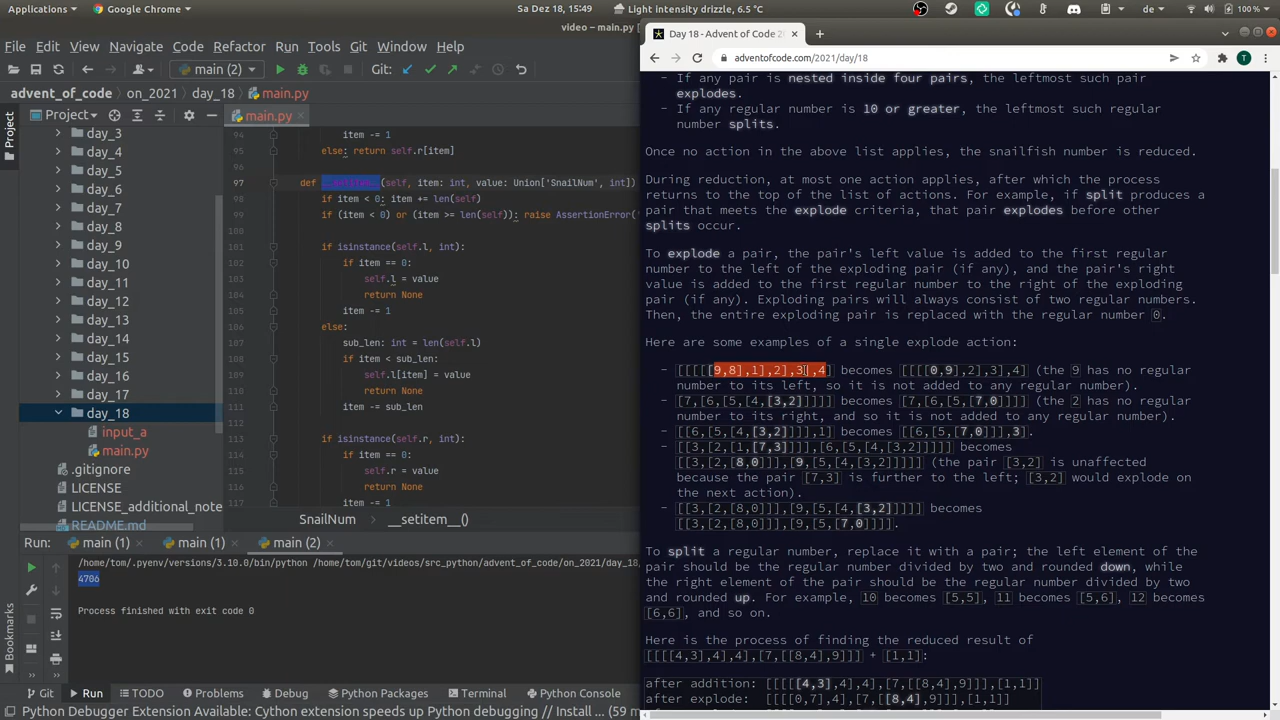 Applications Google Chrome Sa Dez 18, 15:49 Light intensity drizzle, 6.5 °C de 100 %
video – main.py
File Edit View Navigate Code Refactor Run Tools Git Window Help
main (2) Git:
advent_of_code on_2021 day_18 main.py
Project main.py
day_3
day_4
day_5
day_6
day_7
day_8
day_9
day_10
day_11
day_12
day_13
day_14
day_15
day_16
day_17
day_18
input_a
main.py
.gitignore
LICENSE
LICENSE_additional_note
README.md
94 item -= 1
95 else: return self.r[item]
97 def __setitem__(self, item: int, value: Union['SnailNum', int])
98 if item < 0: item += len(self)
99 if (item < 0) or (item >= len(self)): raise AssertionError('
101 if isinstance(self.l, int):
102 if item == 0:
103 self.l = value
104 return None
105 item -= 1
106 else:
107 sub_len: int = len(self.l)
108 if item < sub_len:
109 self.l[item] = value
110 return None
111 item -= sub_len
112
113 if isinstance(self.r, int):
114 if item == 0:
115 self.r = value
116 return None
117 item -= 1
SnailNum __setitem__()
Run: main (1) main (1) main (2)
/home/tom/.pyenv/versions/3.10.0/bin/python /home/tom/git/videos/src_python/advent_of_code/on_2021/day_18
4706
Process finished with exit code 0
Project
Bookmarks
Structure
Git Run TODO Problems Debug Python Packages Terminal Python Console
Python Debugger Extension Available: Cython extension speeds up Python debugging // Install ... (59 m
Day 18 - Advent of Code 2
adventofcode.com/2021/day/18
T
- If any pair is nested inside four pairs, the leftmost such pair
explodes.
- If any regular number is 10 or greater, the leftmost such regular
number splits.
Once no action in the above list applies, the snailfish number is reduced.
During reduction, at most one action applies, after which the process
returns to the top of the list of actions. For example, if split produces a
pair that meets the explode criteria, that pair explodes before other
splits occur.
To explode a pair, the pair's left value is added to the first regular
number to the left of the exploding pair (if any), and the pair's right
value is added to the first regular number to the right of the exploding
pair (if any). Exploding pairs will always consist of two regular numbers.
Then, the entire exploding pair is replaced with the regular number 0.
Here are some examples of a single explode action:
- [[[[[9,8],1],2],3],4] becomes [[[[0,9],2],3],4] (the 9 has no regular
number to its left, so it is not added to any regular number).
- [7,[6,[5,[4,[3,2]]]]] becomes [7,[6,[5,[7,0]]]] (the 2 has no regular
number to its right, and so it is not added to any regular number).
- [[6,[5,[4,[3,2]]]],1] becomes [[6,[5,[7,0]]],3].
- [[3,[2,[1,[7,3]]]],[6,[5,[4,[3,2]]]]] becomes
[[3,[2,[8,0]]],[9,[5,[4,[3,2]]]]] (the pair [3,2] is unaffected
because the pair [7,3] is further to the left; [3,2] would explode on
the next action).
- [[3,[2,[8,0]]],[9,[5,[4,[3,2]]]]] becomes
[[3,[2,[8,0]]],[9,[5,[7,0]]]].
To split a regular number, replace it with a pair; the left element of the
pair should be the regular number divided by two and rounded down, while
the right element of the pair should be the regular number divided by two
and rounded up. For example, 10 becomes [5,5], 11 becomes [5,6], 12 becomes
[6,6], and so on.
Here is the process of finding the reduced result of
[[[[4,3],4],4],[7,[[8,4],9]]] + [1,1]:
after addition: [[[[[4,3],4],4],[7,[[8,4],9]]],[1,1]]
after explode: [[[[0,7],4],[7,[[8,4],9]]],[1,1]]